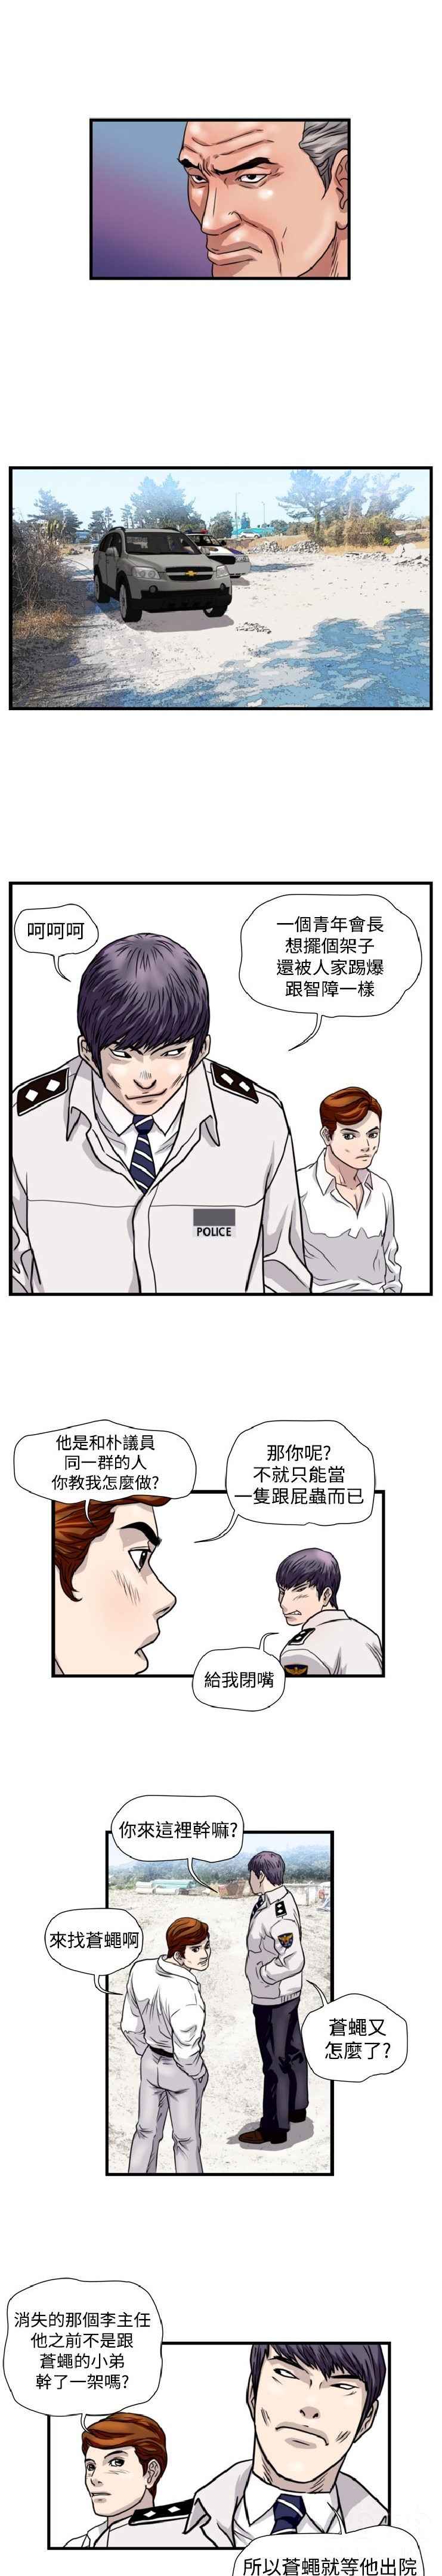 呵呵呵
一個青年會長
想擺個架子
還被人家踢爆
跟智障一樣
POLICE
他是和朴議員
同一群的人
你教我怎麼做?
那你呢?
不就只能當
一隻跟屁蟲而已
給我閉嘴
你來這裡幹嘛?
來找蒼蠅啊
蒼蠅又
怎麼了?
消失的那個李主任
他之前不是跟
蒼蠅的小弟
幹了一架嗎?
所以蒼蠅就等他出院